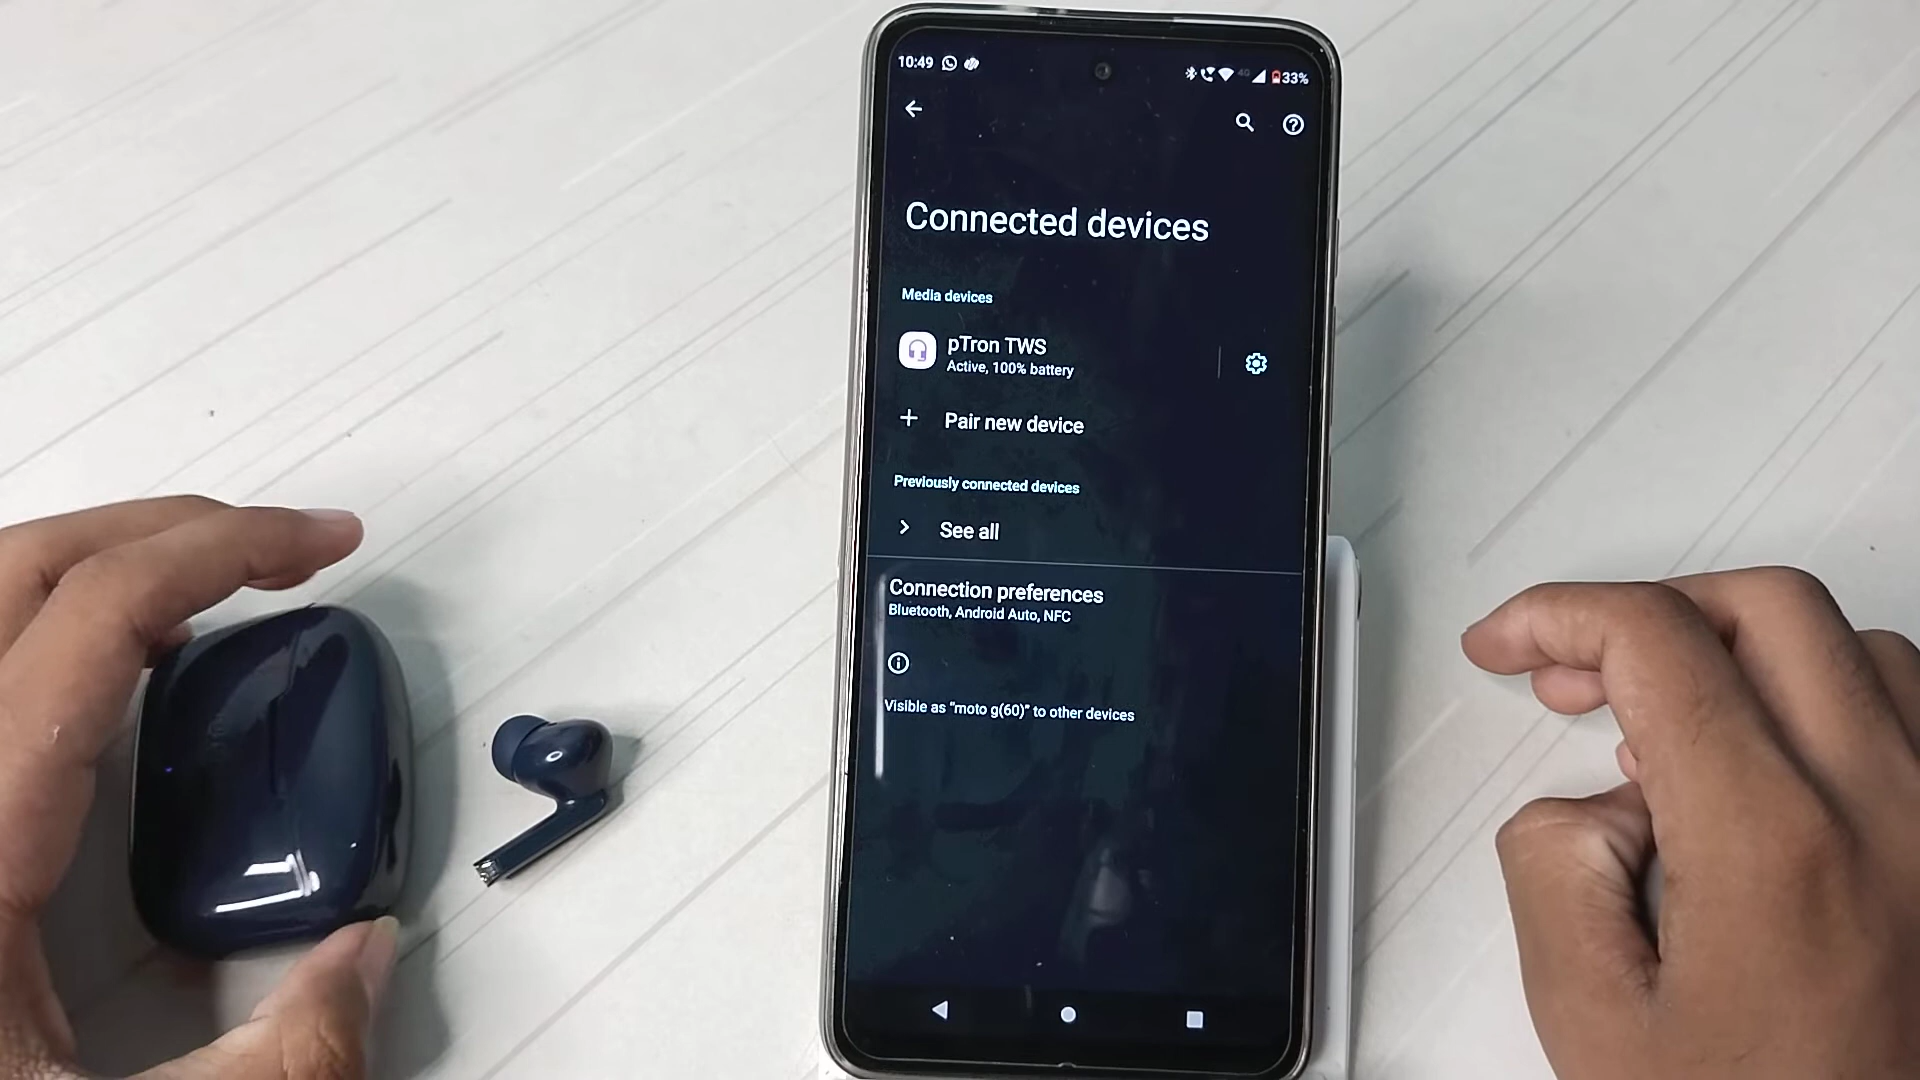 10:49
4G 33%
Connected devices
Media devices
pTron TWS
Active, 100% battery
Pair new device
Previously connected devices
See all
Connection preferences
Bluetooth, Android Auto, NFC
Visible as "moto g(60)" to other devices